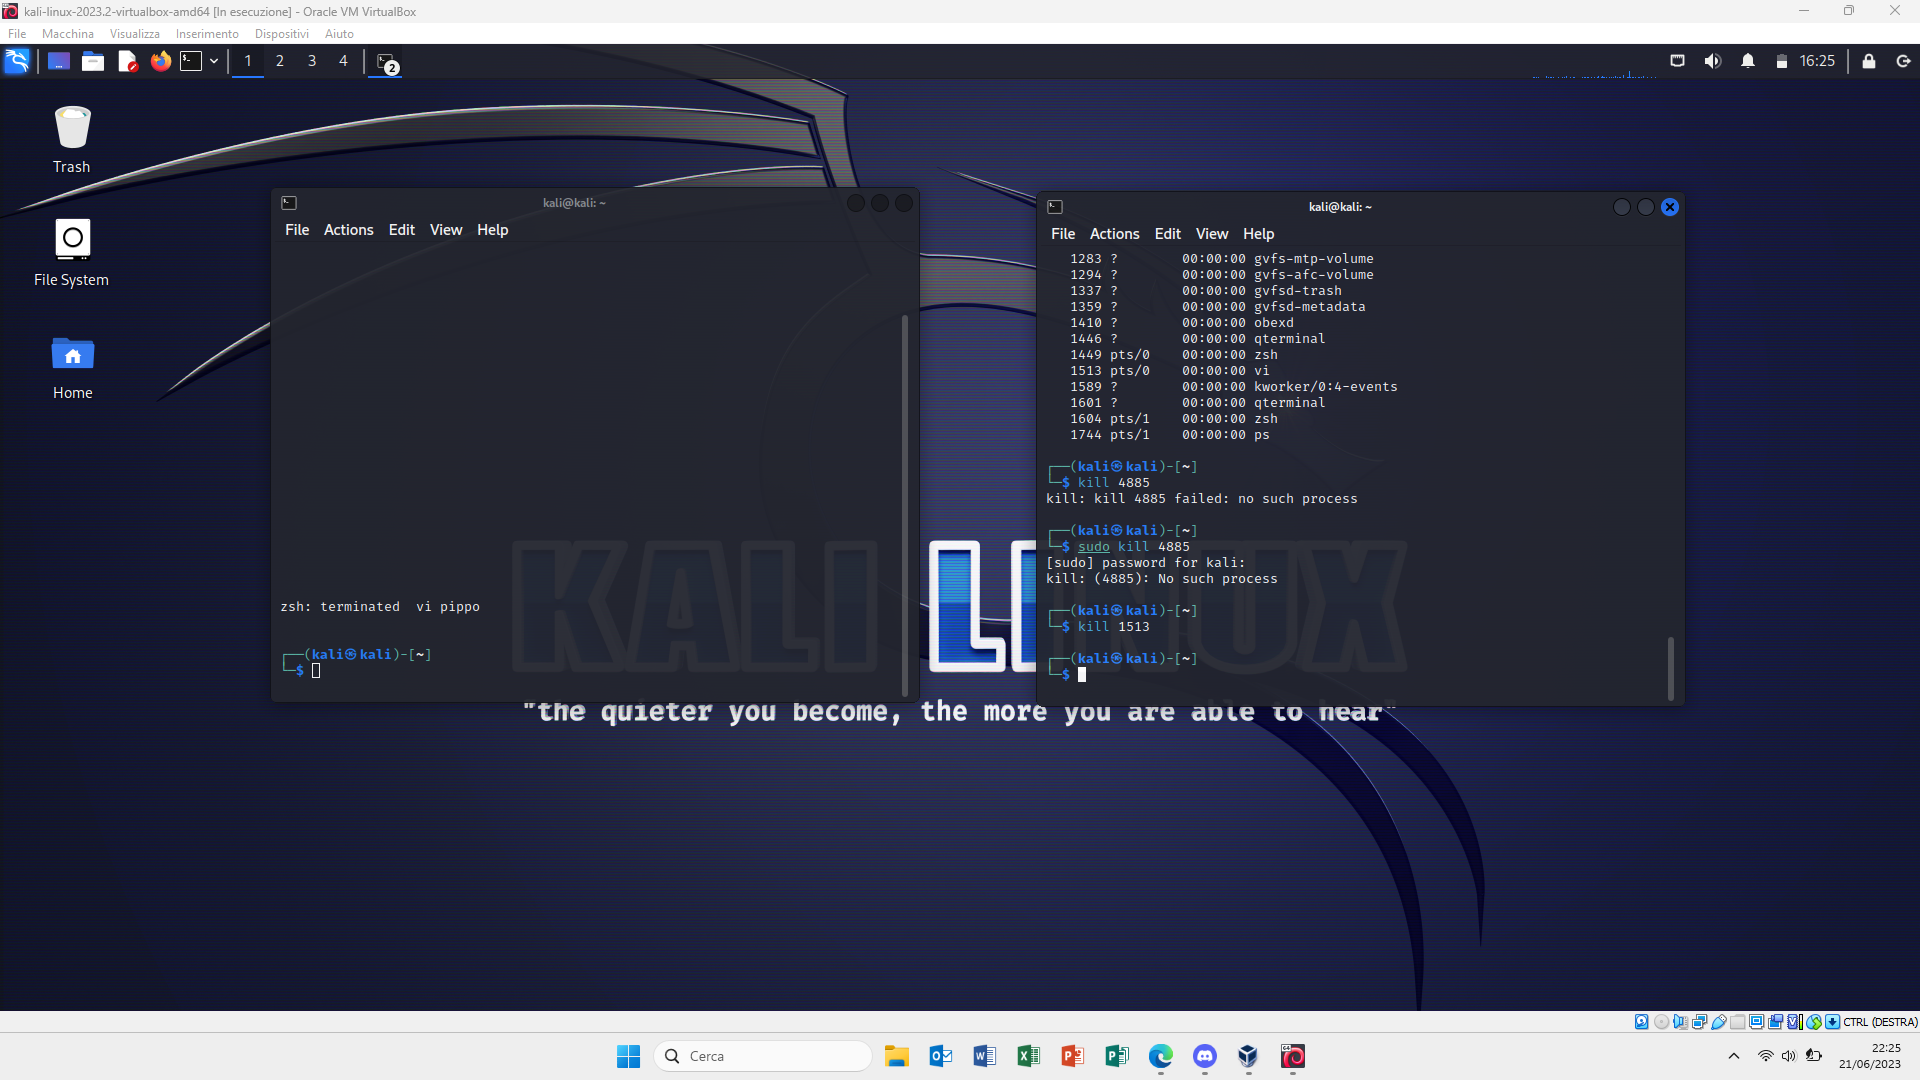 kali-linux-2023.2-virtualbox-amd64 [In esecuzione] - Oracle VM VirtualBox
File Macchina Visualizza Inserimento Dispositivi Aiuto
1 2 3 4 2 16:25
Trash
File System
Home
kali@kali: ~
File Actions Edit View Help
zsh: terminated  vi pippo
┌──(kali㉿kali)-[~]
└─$
kali@kali: ~
File Actions Edit View Help
1283 ? 00:00:00 gvfs-mtp-volume
1294 ? 00:00:00 gvfs-afc-volume
1337 ? 00:00:00 gvfsd-trash
1359 ? 00:00:00 gvfsd-metadata
1410 ? 00:00:00 obexd
1446 ? 00:00:00 qterminal
1449 pts/0 00:00:00 zsh
1513 pts/0 00:00:00 vi
1589 ? 00:00:00 kworker/0:4-events
1601 ? 00:00:00 qterminal
1604 pts/1 00:00:00 zsh
1744 pts/1 00:00:00 ps
┌──(kali㉿kali)-[~]
└─$ kill 4885
kill: kill 4885 failed: no such process
┌──(kali㉿kali)-[~]
└─$ sudo kill 4885
[sudo] password for kali:
kill: (4885): No such process
┌──(kali㉿kali)-[~]
└─$ kill 1513
┌──(kali㉿kali)-[~]
└─$
KALI LINUX
"the quieter you become, the more you are able to hear"
CTRL (DESTRA)
Cerca
22:25
21/06/2023